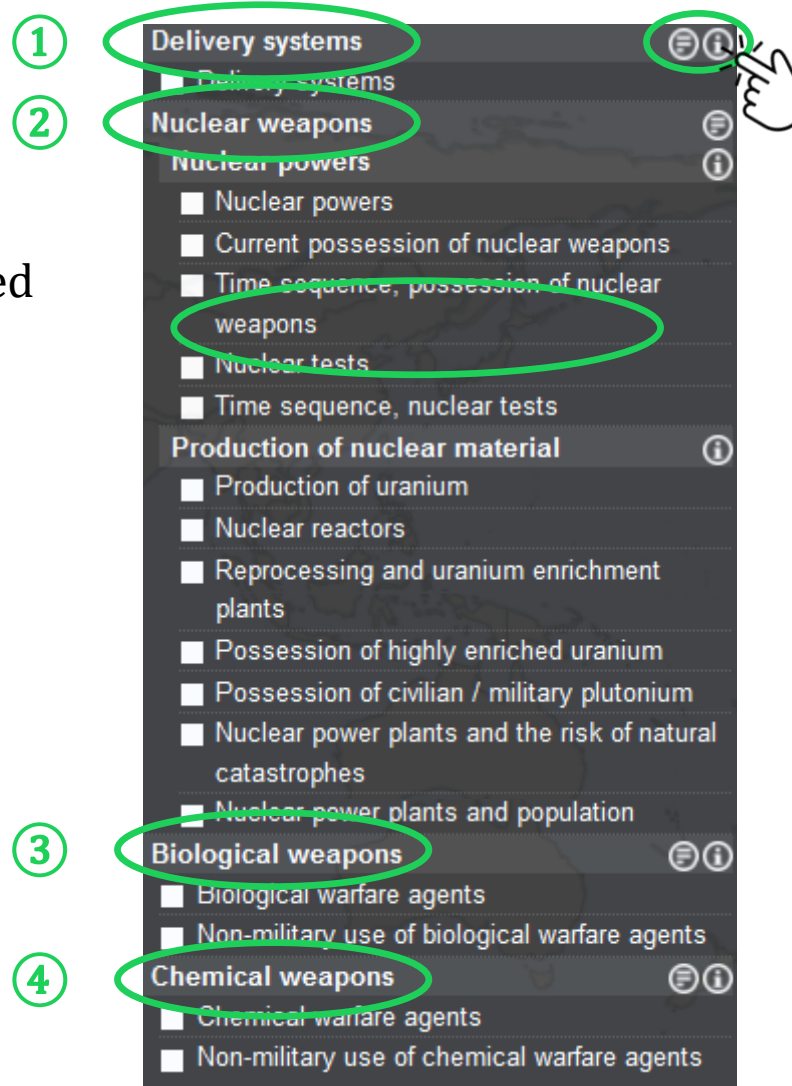 ① Delivery systems
Delivery systems
② Nuclear weapons
Nuclear powers
Nuclear powers
Current possession of nuclear weapons
ed
Time sequence, possession of nuclear
weapons
Nuclear tests
Time sequence, nuclear tests
Production of nuclear material
Production of uranium
Nuclear reactors
Reprocessing and uranium enrichment
plants
Possession of highly enriched uranium
Possession of civilian / military plutonium
Nuclear power plants and the risk of natural
catastrophes
Nuclear power plants and population
③ Biological weapons
Biological warfare agents
Non-military use of biological warfare agents
④ Chemical weapons
Chemical warfare agents
Non-military use of chemical warfare agents